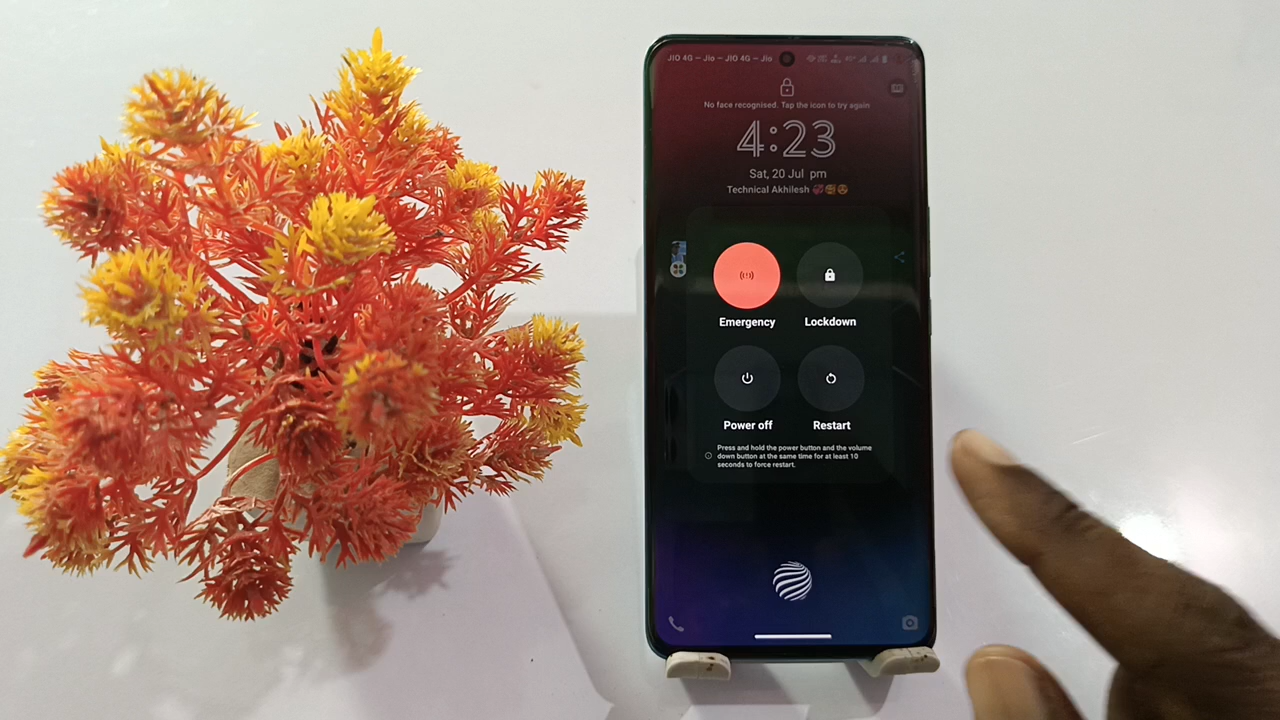 JIO 4G — Jio — JIO 4G — Jio
No face recognised. Tap the icon to try again
4:23
Sat, 20 Jul pm
Technical Akhilesh 💞🥰😍
Emergency
Lockdown
Power off
Restart
Press and hold the power button and the volume
down button at the same time for at least 10
seconds to force restart.